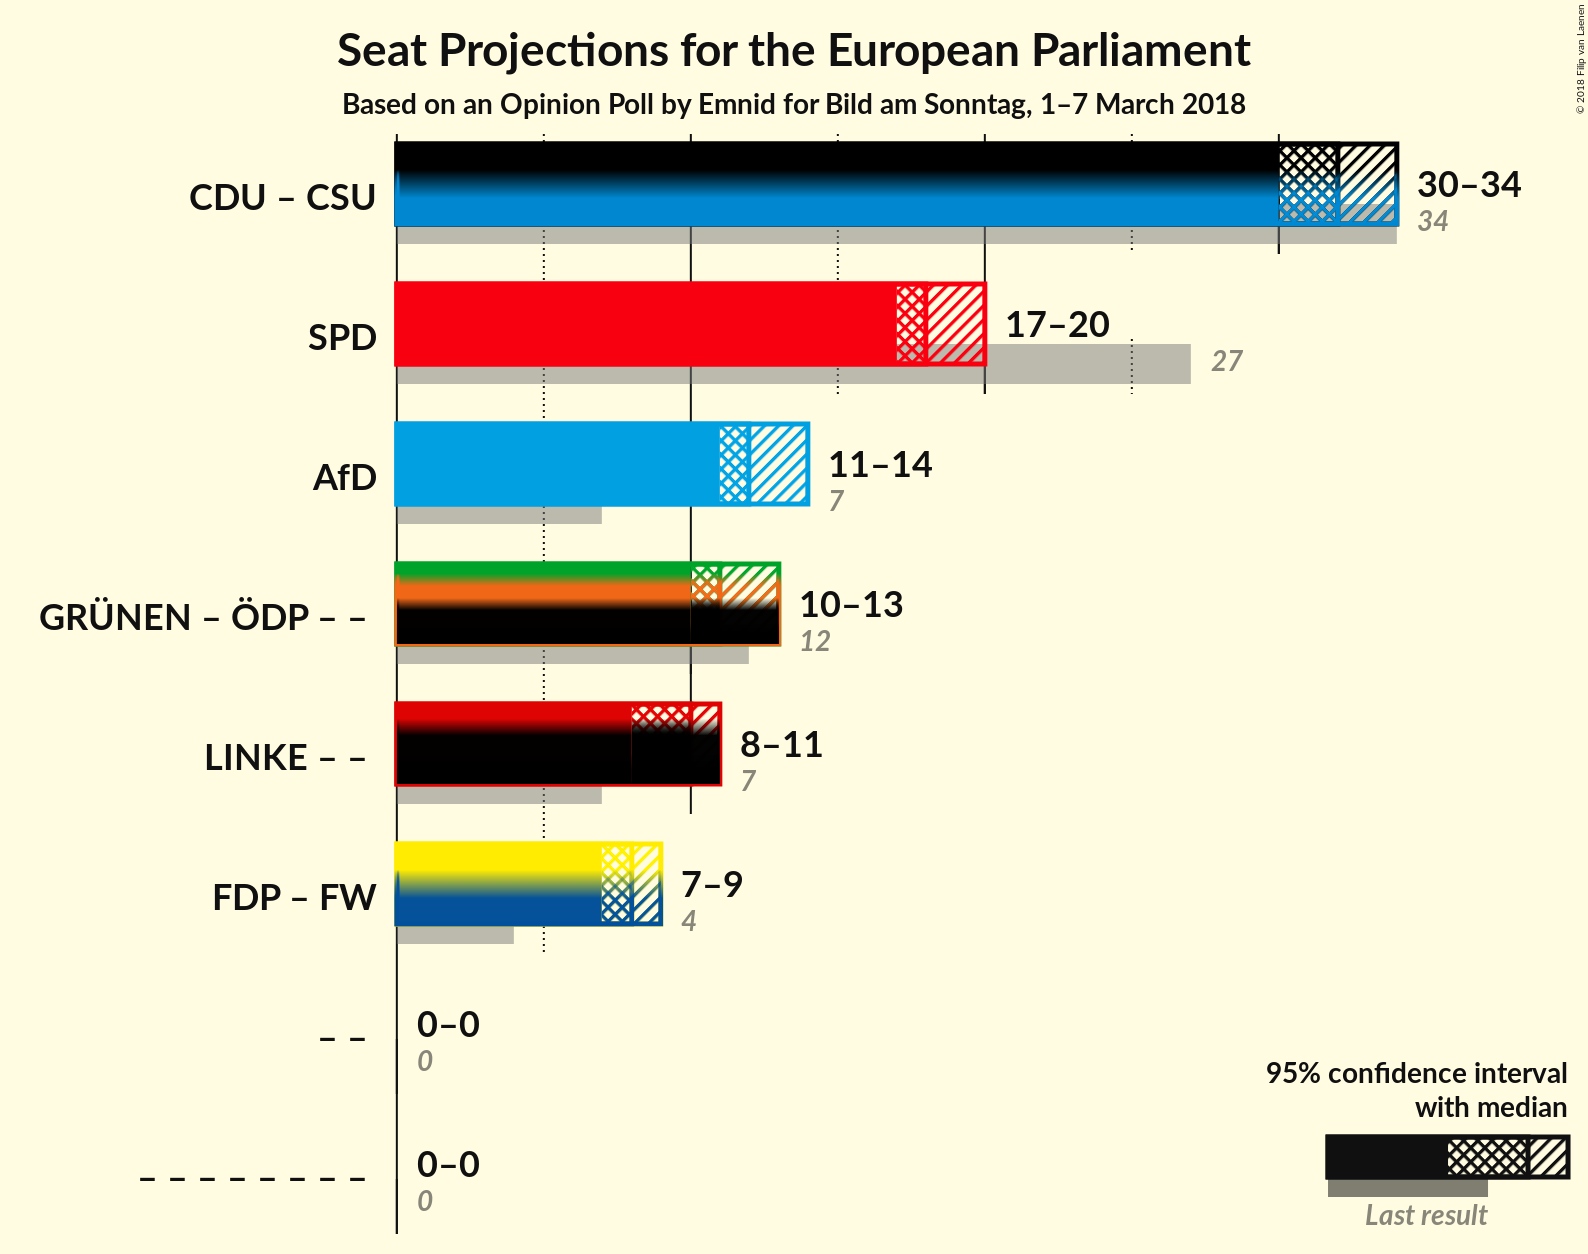 Seat Projections for the European Parliament
Based on an Opinion Poll by Emnid for Bild am Sonntag, 1–7 March 2018
© 2018 Filip van Laenen
CDU – CSU
30–34
34
SPD
17–20
27
AfD
11–14
7
GRÜNEN – ÖDP – –
10–13
12
LINKE – –
8–11
7
FDP – FW
7–9
4
– –
0–0
0
– – – – – – – –
0–0
0
95% confidence interval
with median
Last result